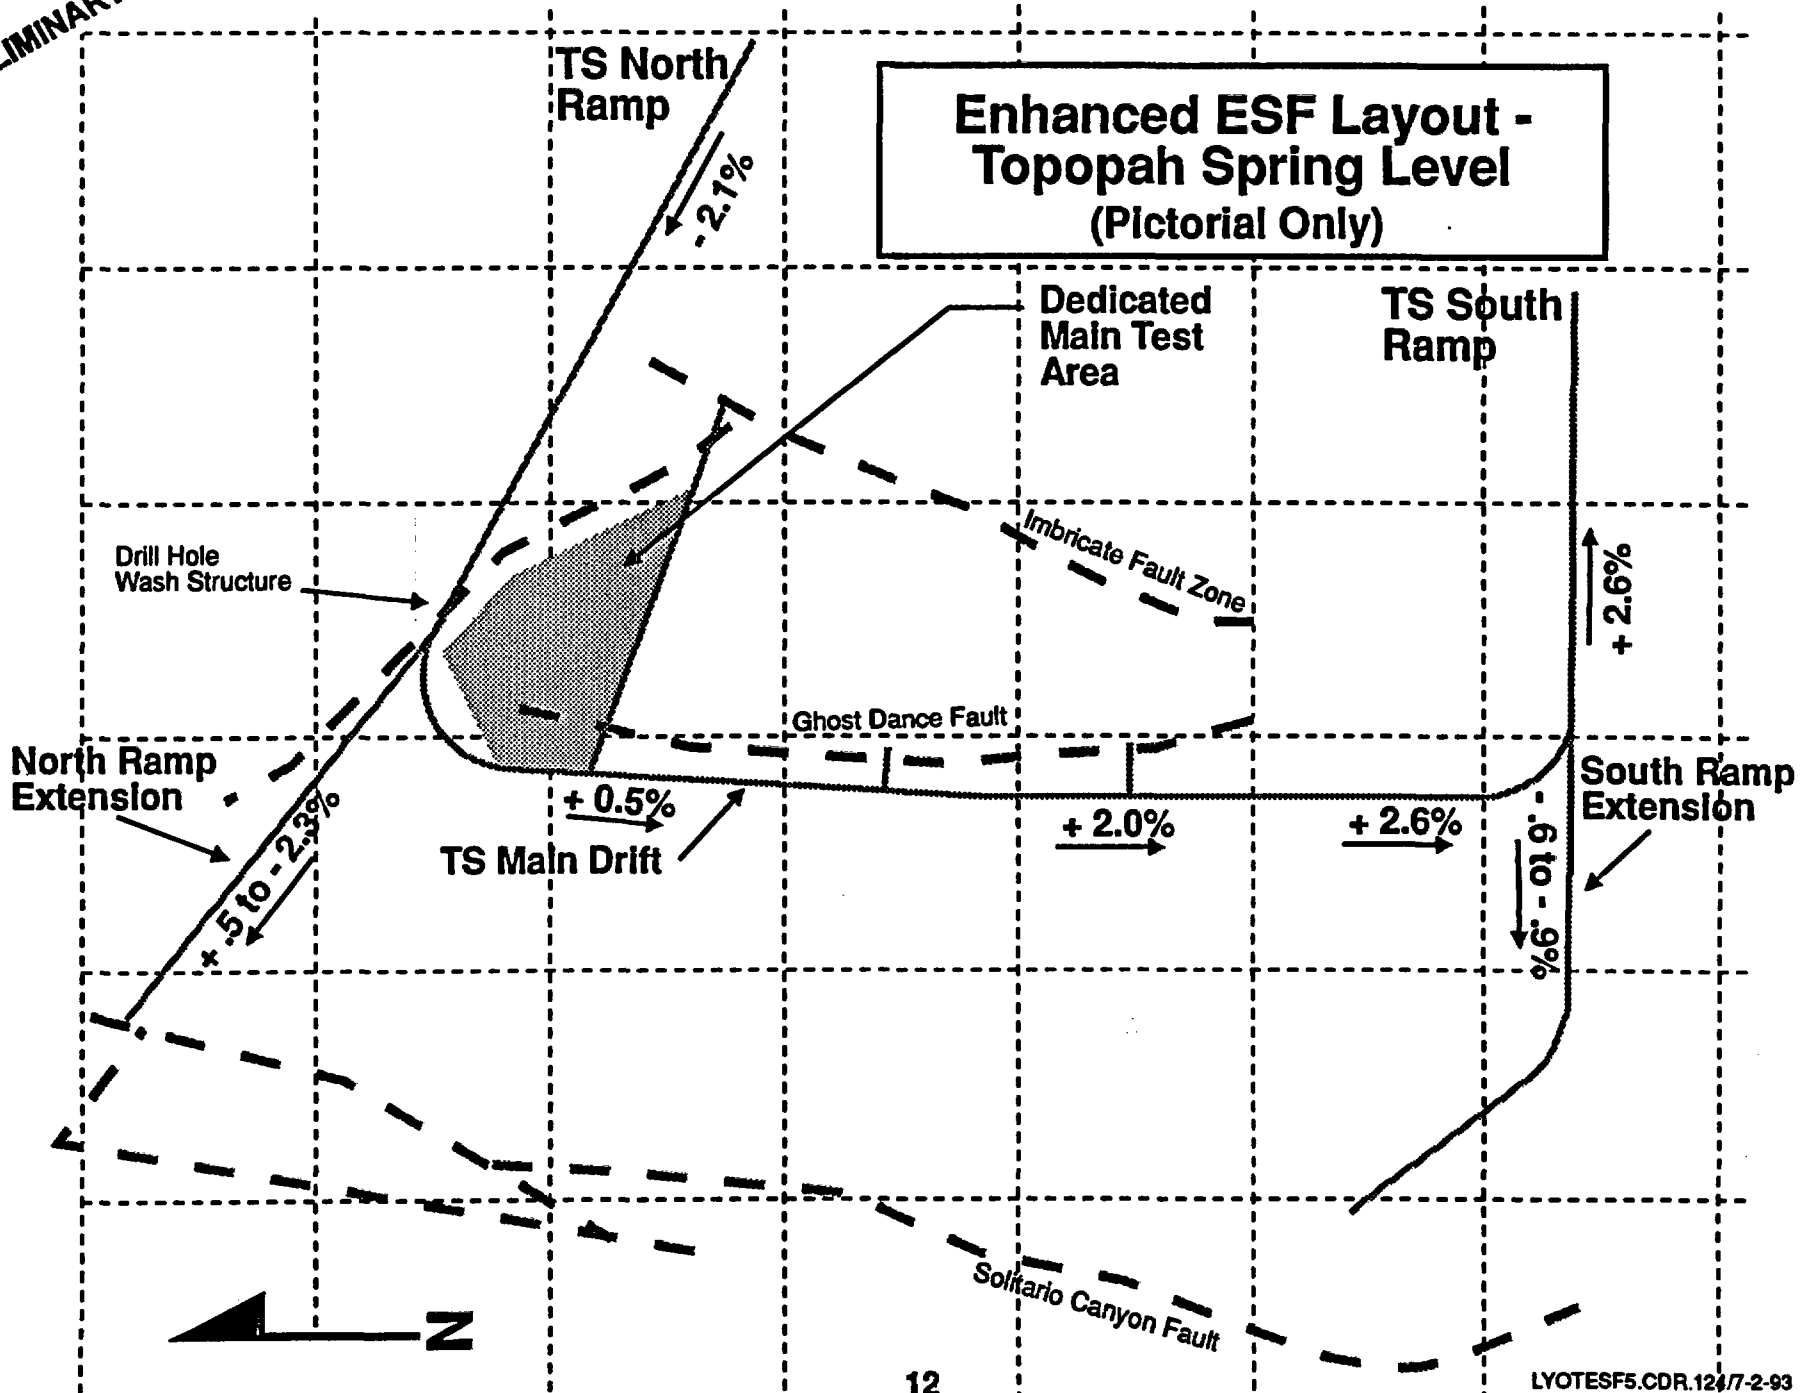 TS North
Ramp
- 2.1%
Enhanced ESF Layout -
Topopah Spring Level
(Pictorial Only)
Dedicated
Main Test
Area
TS South
Ramp
Imbricate Fault Zone
+ 2.6%
Drill Hole
Wash Structure
Ghost Dance Fault
North Ramp
Extension
+ 0.5%
TS Main Drift
+ 2.0%
+ 2.6%
South Ramp
Extension
+ .5 to - 2.3%
- .6 to - .9%
Solitario Canyon Fault
N
12
LYOTESF5.CDR.124/7-2-93